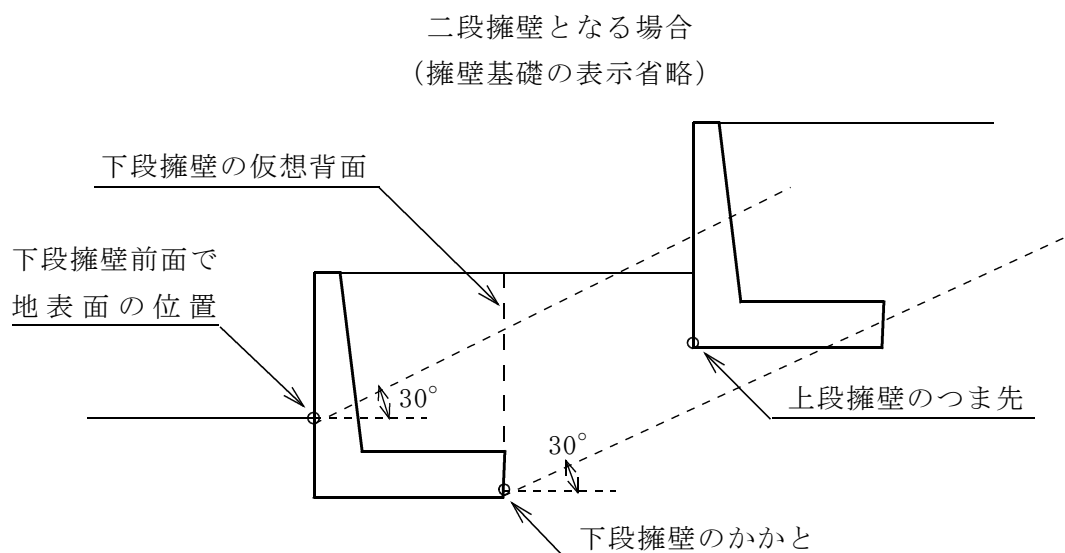 二段擁壁となる場合
（擁壁基礎の表示省略）
下段擁壁の仮想背面
下段擁壁前面で
地表面の位置
30°
上段擁壁のつま先
30°
下段擁壁のかかと